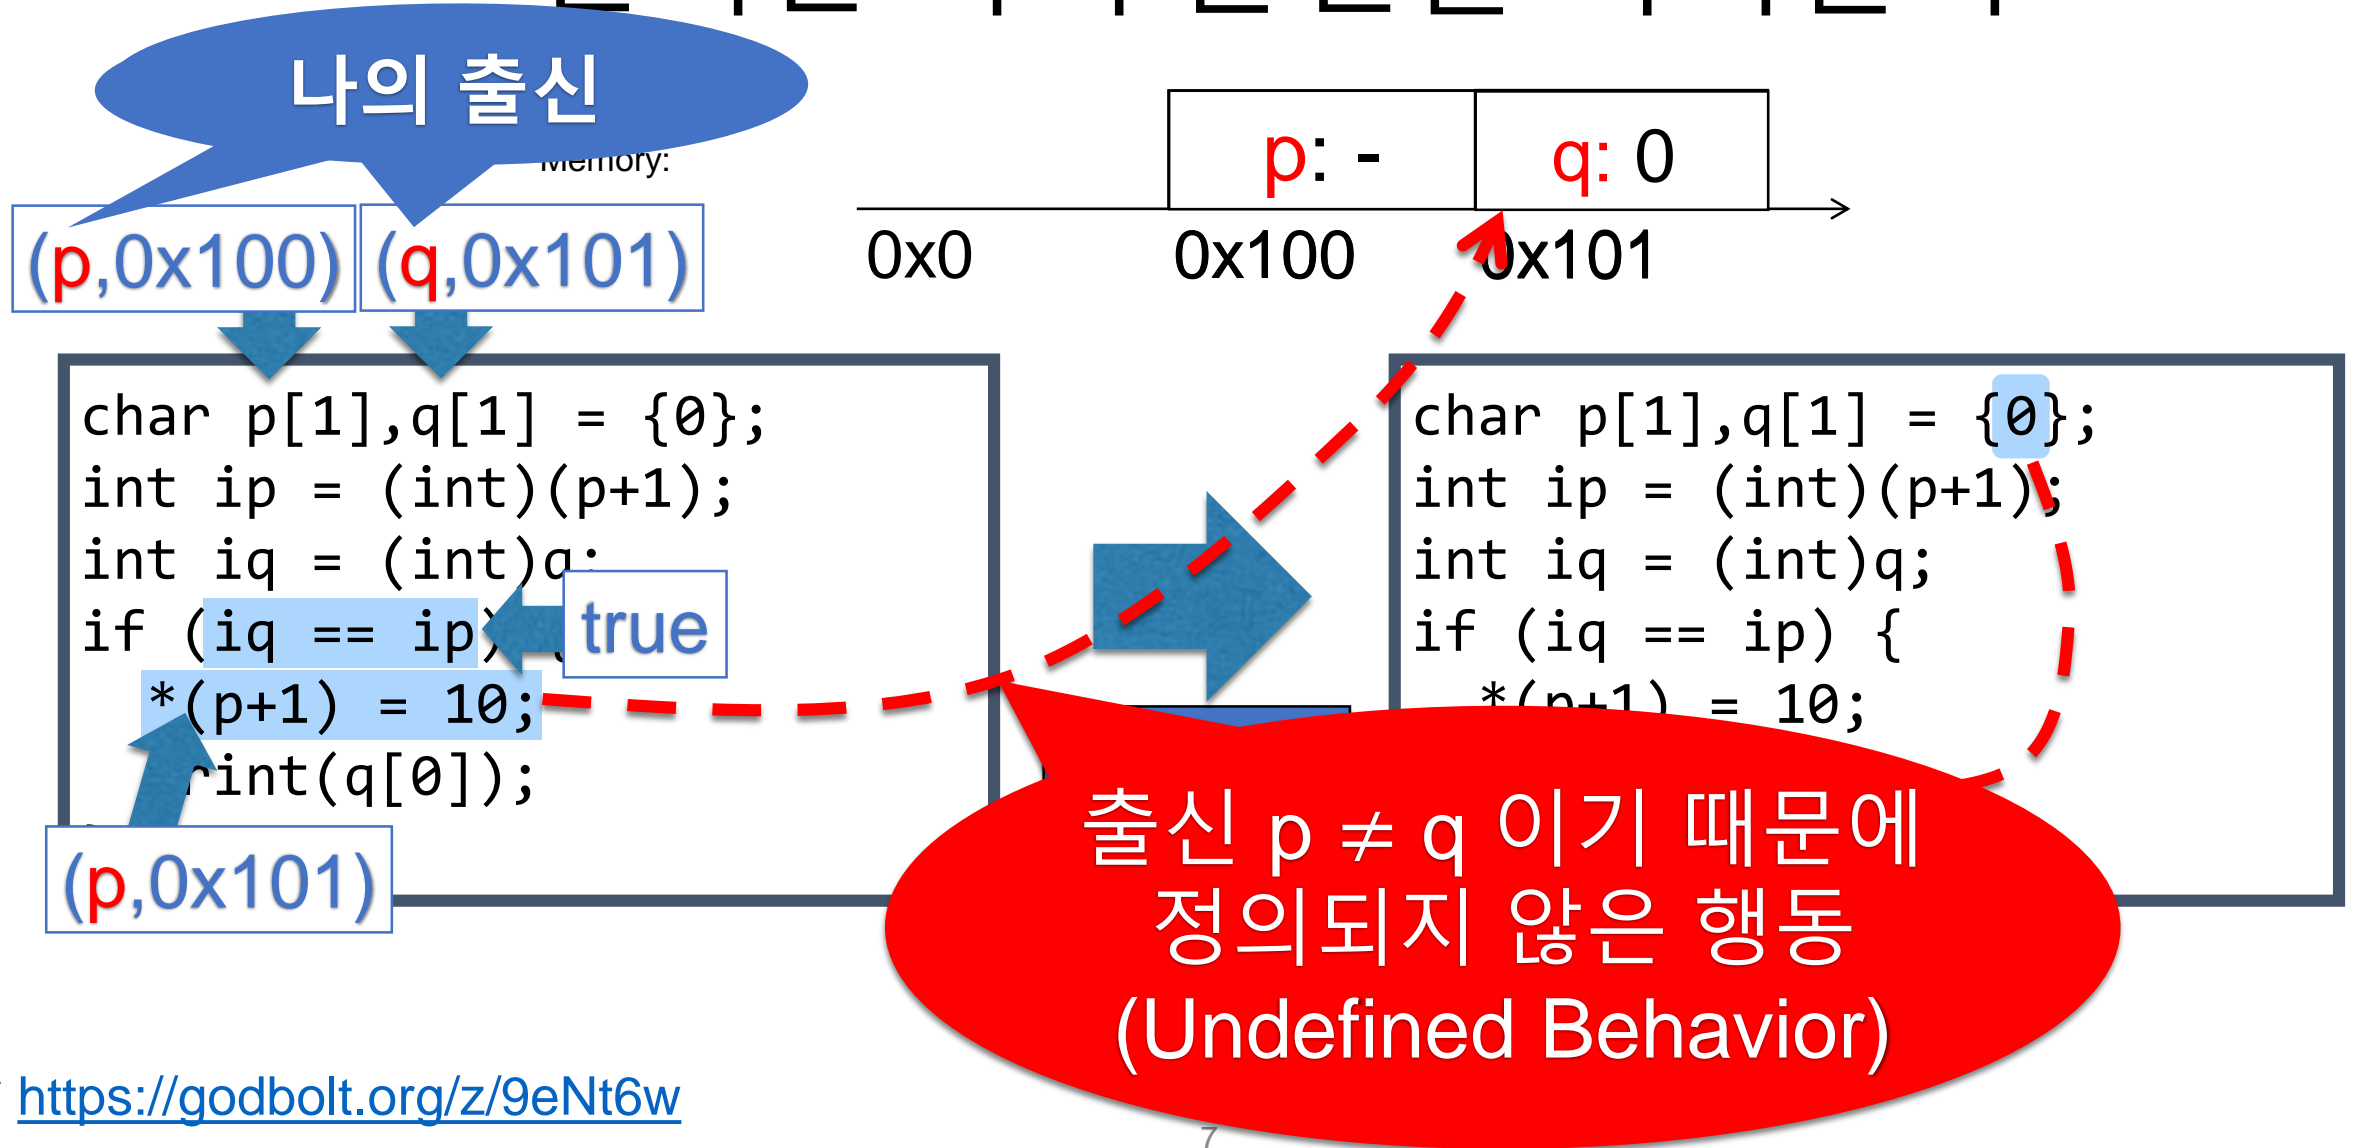 나의 출신
Memory:
p: - q: 0
(p,0x100) (q,0x101)
0x0 0x100 0x101
char p[1],q[1] = {0};
int ip = (int)(p+1);
int iq = (int)q;
if (iq == ip) {
true
*(p+1) = 10;
print(q[0]);
(p,0x101)
char p[1],q[1] = {0};
int ip = (int)(p+1);
int iq = (int)q;
if (iq == ip) {
*(p+1) = 10;
출신 p ≠ q 이기 때문에
정의되지 않은 행동
(Undefined Behavior)
https://godbolt.org/z/9eNt6w
7